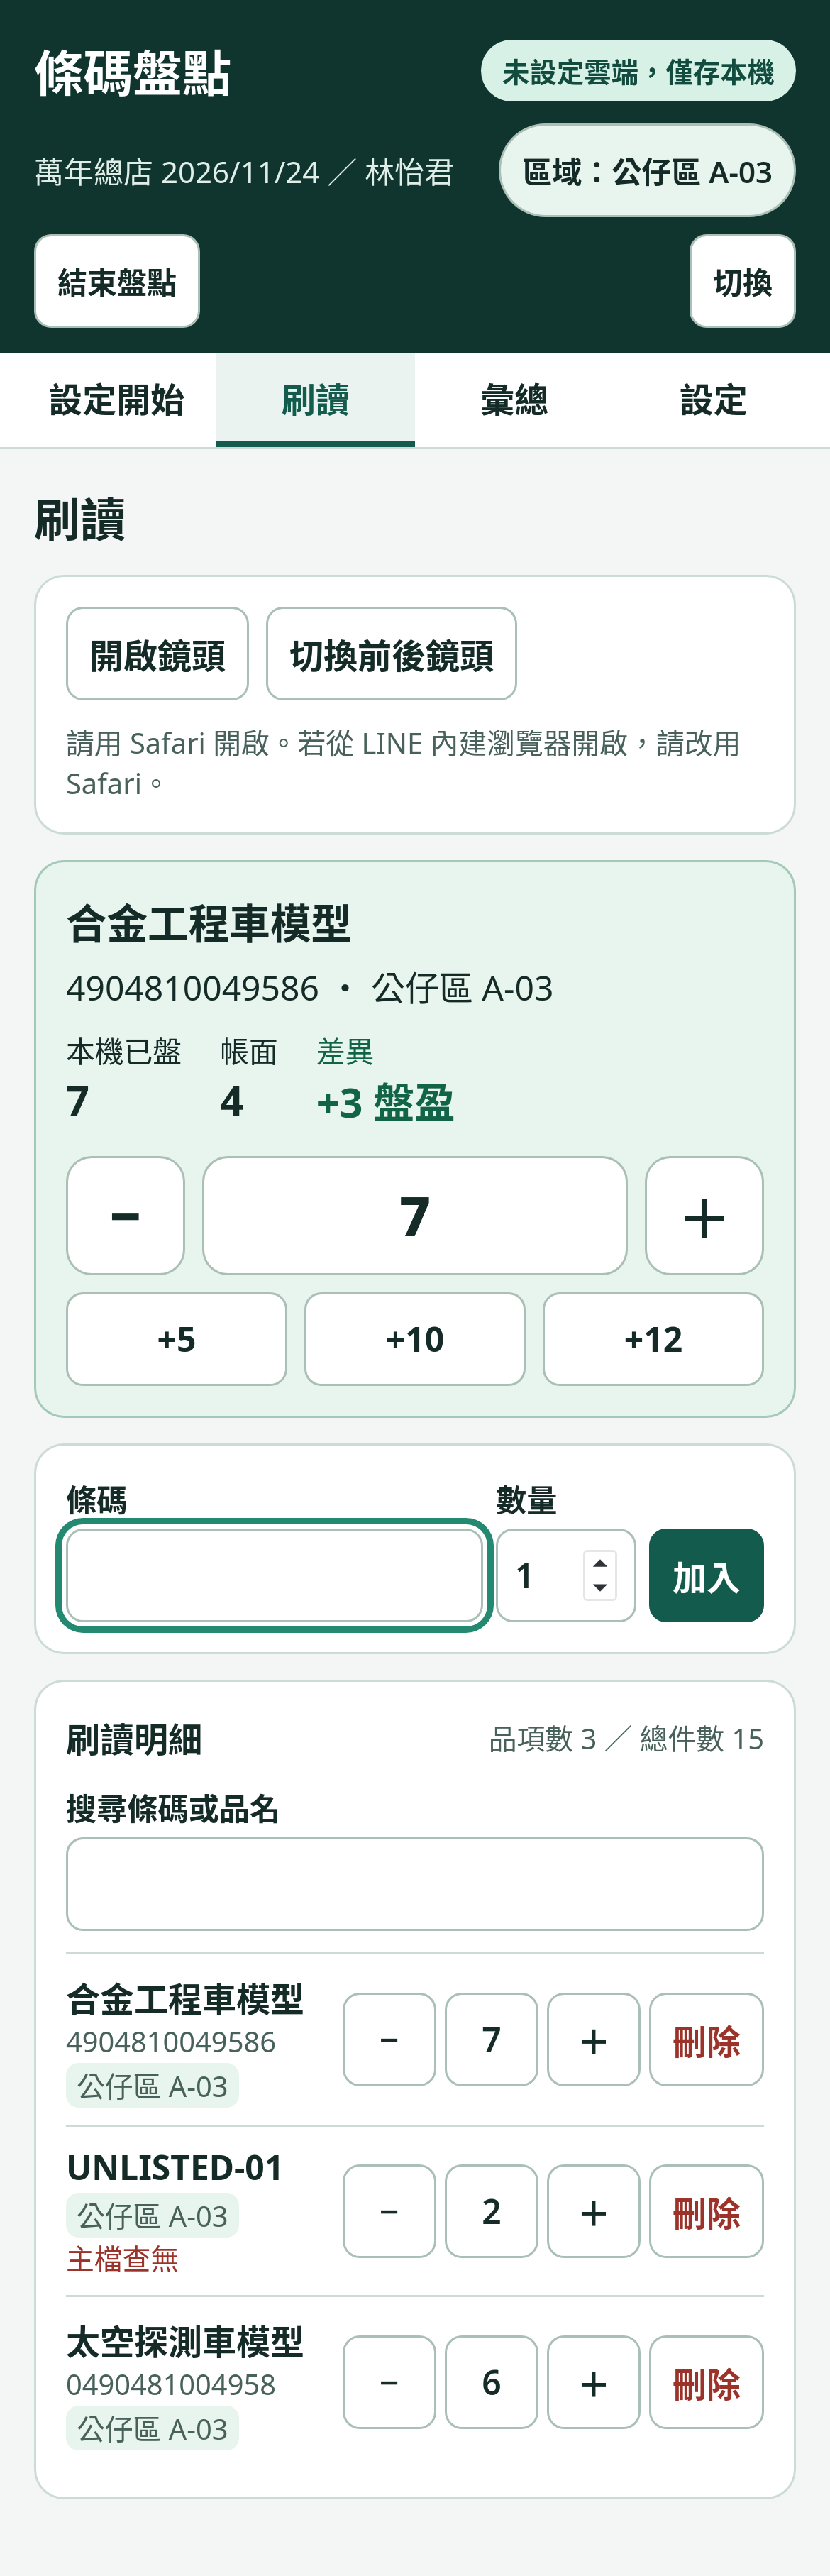 條碼盤點
未設定雲端，僅存本機
萬年總店 2026/11/24 ／ 林怡君
區域：公仔區 A-03
結束盤點
切換
設定開始 刷讀 彙總 設定
刷讀
開啟鏡頭 切換前後鏡頭
請用 Safari 開啟。若從 LINE 內建瀏覽器開啟，請改用
Safari。
合金工程車模型
4904810049586 ・ 公仔區 A-03
本機已盤 帳面 差異
7 4 +3 盤盈
− 7 ＋
+5 +10 +12
條碼 數量
1 加入
刷讀明細 品項數 3 ／ 總件數 15
搜尋條碼或品名
合金工程車模型
4904810049586
公仔區 A-03
− 7 ＋ 刪除
UNLISTED-01
公仔區 A-03
主檔查無
− 2 ＋ 刪除
太空探測車模型
0490481004958
公仔區 A-03
− 6 ＋ 刪除